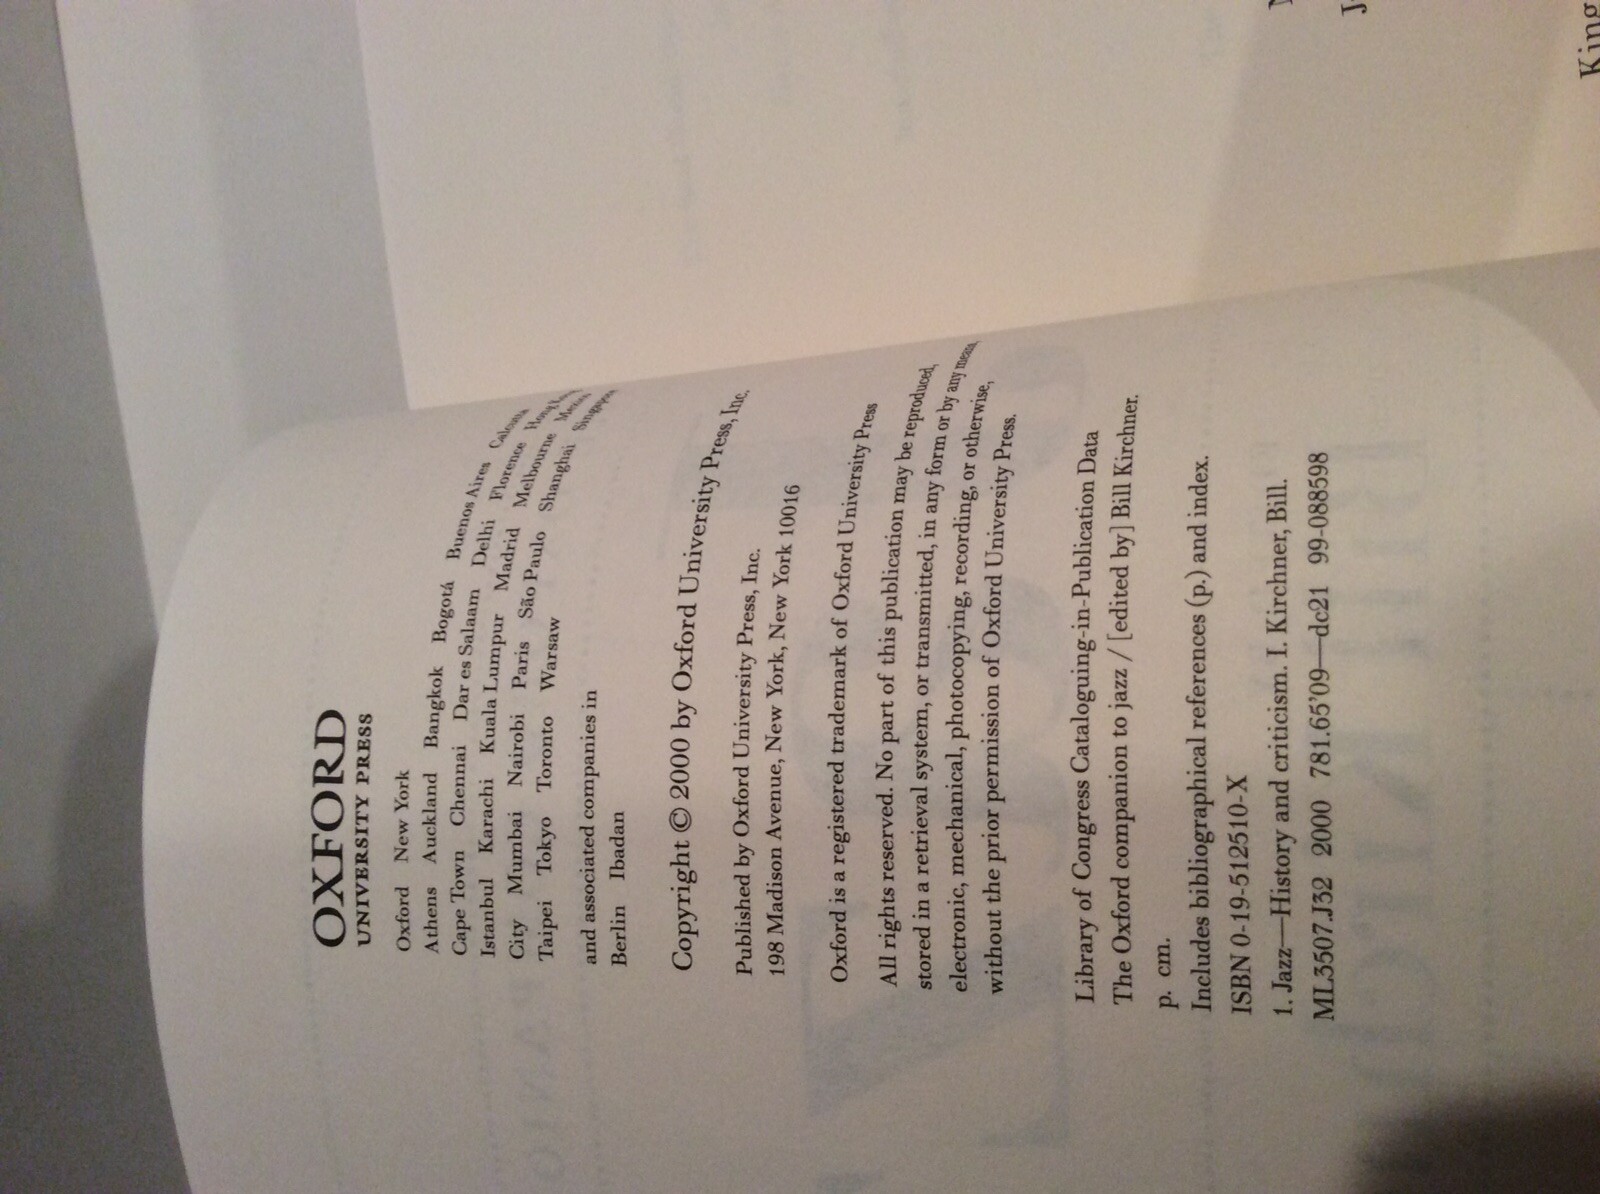 OXFORD
UNIVERSITY PRESS
Oxford New York
Athens Auckland Bangkok Bogotá Buenos Aires Calcutta
Cape Town Chennai Dar es Salaam Delhi Florence Hong
Istanbul Karachi Kuala Lumpur Madrid Melbourne Mexico
City Mumbai Nairobi Paris São Paulo Shanghai Singapore
Taipei Tokyo Toronto Warsaw
and associated companies in
Berlin Ibadan
Copyright © 2000 by Oxford University Press, Inc.
Published by Oxford University Press, Inc.
198 Madison Avenue, New York, New York 10016
Oxford is a registered trademark of Oxford University Press
All rights reserved. No part of this publication may be reproduced,
stored in a retrieval system, or transmitted, in any form or by any means,
electronic, mechanical, photocopying, recording, or otherwise,
without the prior permission of Oxford University Press.
Library of Congress Cataloguing-in-Publication Data
The Oxford companion to jazz / [edited by] Bill Kirchner.
p. cm.
Includes bibliographical references (p.) and index.
ISBN 0-19-512510-X
1. Jazz—History and criticism. I. Kirchner, Bill.
ML3507.J32 2000 781.65'09—dc21 99-088598
King